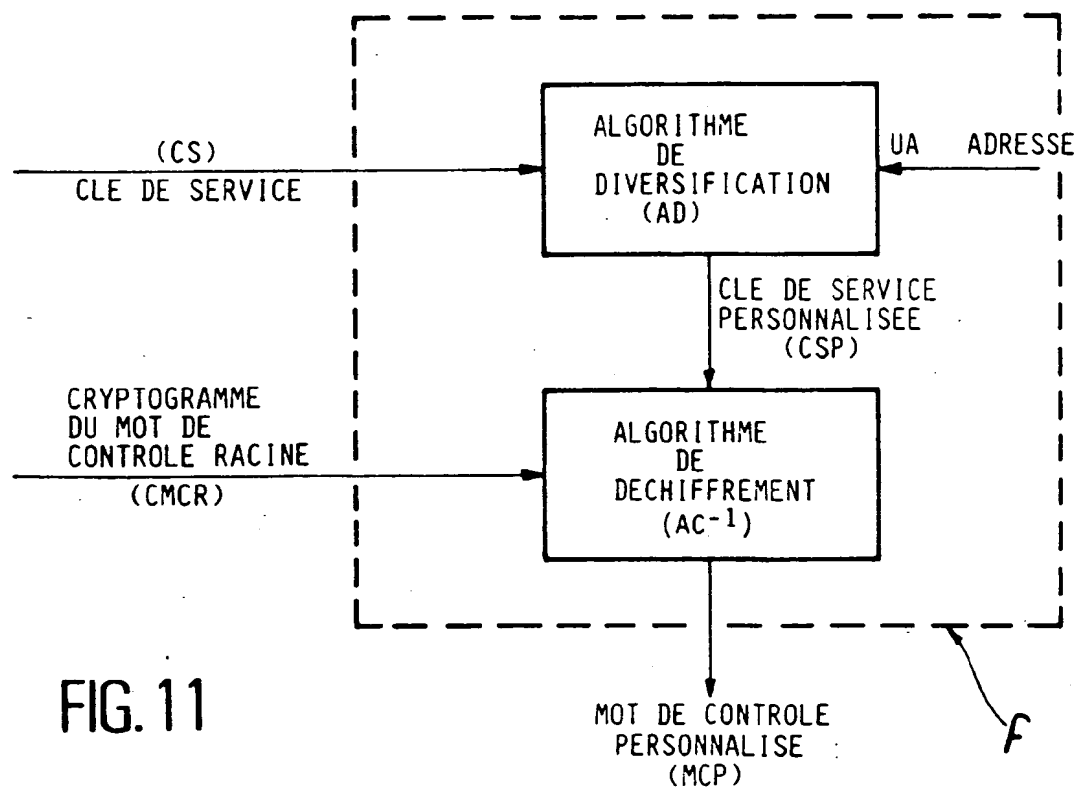 ALGORITHME
DE
DIVERSIFICATION
(AD)
(CS)
CLE DE SERVICE
UA ADRESSE
CLE DE SERVICE
PERSONNALISEE
(CSP)
CRYPTOGRAMME
DU MOT DE
CONTROLE RACINE
(CMCR)
ALGORITHME
DE
DECHIFFREMENT
(AC-1)
FIG. 11
MOT DE CONTROLE
PERSONNALISE
(MCP)
F